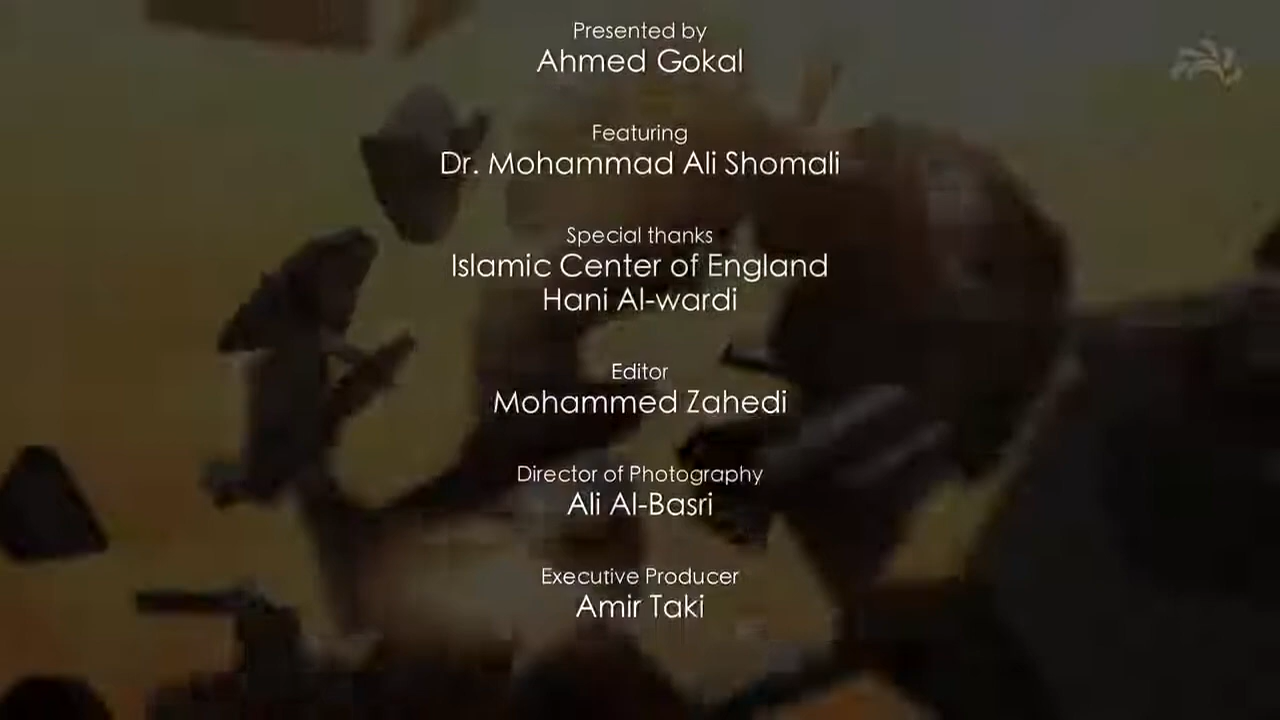 Presented by
Ahmed Gokal
Featuring
Dr. Mohammad Ali Shomali
Special thanks
Islamic Center of England
Hani Al-wardi
Editor
Mohammed Zahedi
Director of Photography
Ali Al-Basri
Executive Producer
Amir Taki